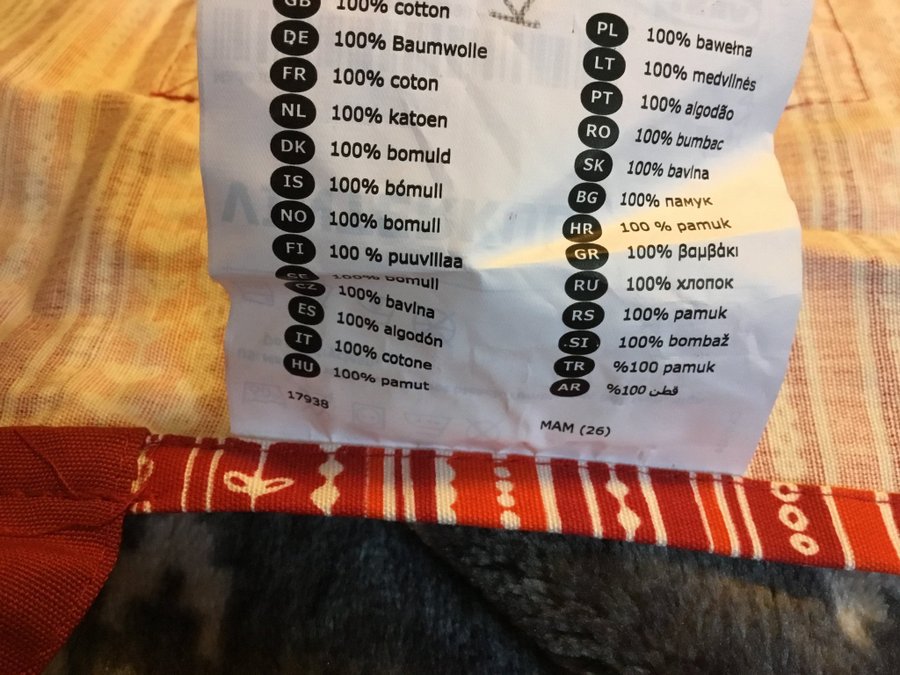 GB 100% cotton
DE 100% Baumwolle
FR 100% coton
NL 100% katoen
DK 100% bomuld
IS 100% bómull
NO 100% bomull
FI 100 % puuvillaa
SE 100% bomull
CZ 100% bavlna
ES 100% algodón
IT 100% cotone
HU 100% pamut
17938
PL 100% bawełna
LT 100% medvilnės
PT 100% algodão
RO 100% bumbac
SK 100% bavlna
BG 100% памук
HR 100 % pamuk
GR 100% βαμβάκι
RU 100% хлопок
RS 100% pamuk
SI 100% bombaž
TR %100 pamuk
AR %100 قطن
MAM (26)